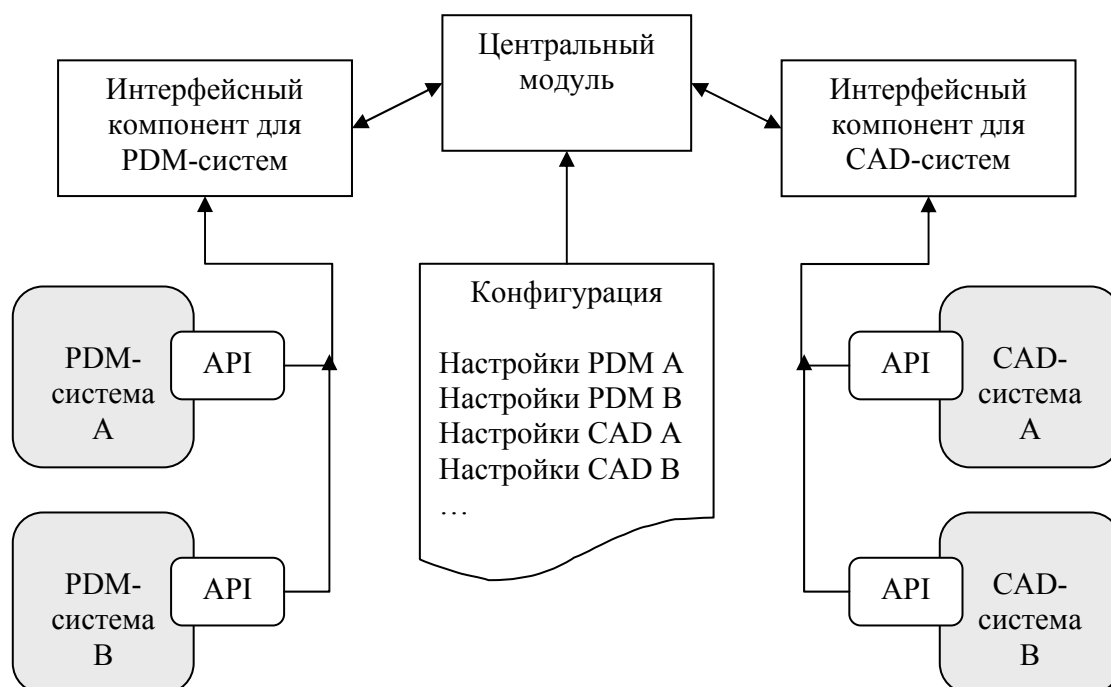 Центральный
модуль
Интерфейсный
компонент для
PDM-систем
Интерфейсный
компонент для
CAD-систем
Конфигурация
Настройки PDM A
Настройки PDM B
Настройки CAD A
Настройки CAD B
…
PDM-
система
A
API
PDM-
система
B
API
API
CAD-
система
A
API
CAD-
система
B